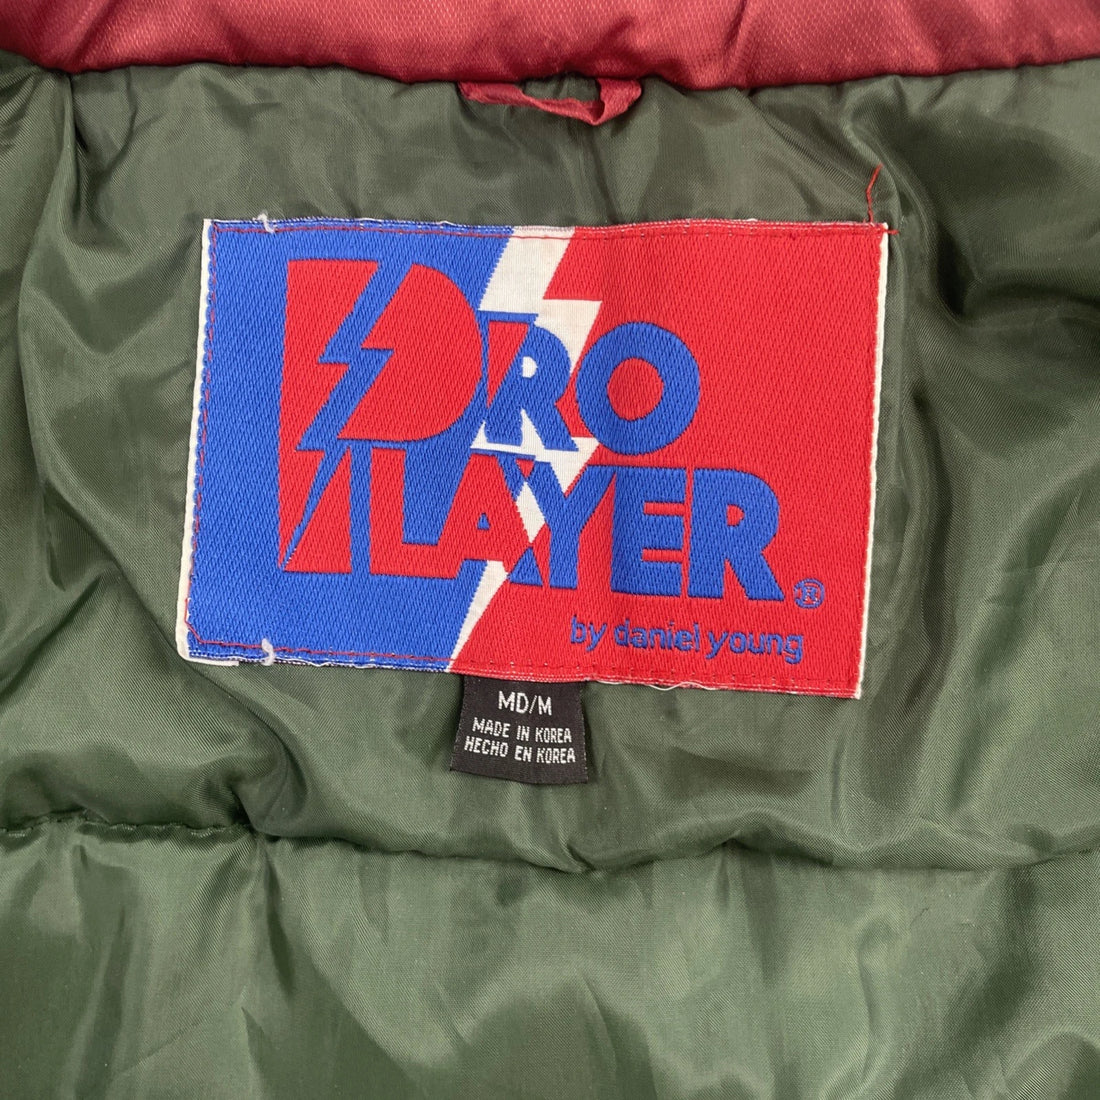 PRO
PLAYER®
by daniel young
MD/M
MADE IN KOREA
HECHO EN KOREA